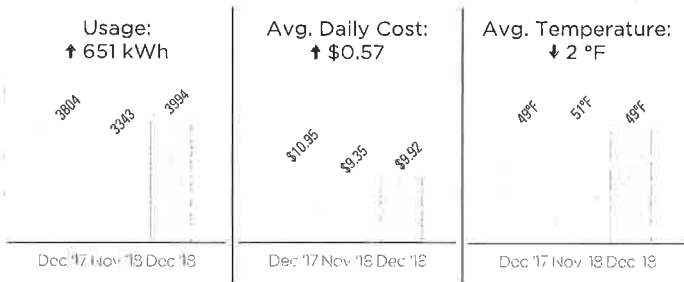 Usage:
↑ 651 kWh
3804
3343
3994
Dec '17 Nov '18 Dec '18
Avg. Daily Cost:
↑ $0.57
$10.95
$9.35
$9.92
Dec '17 Nov '18 Dec '18
Avg. Temperature:
↓ 2 °F
49°F
51°F
49°F
Dec '17 Nov '18 Dec '18